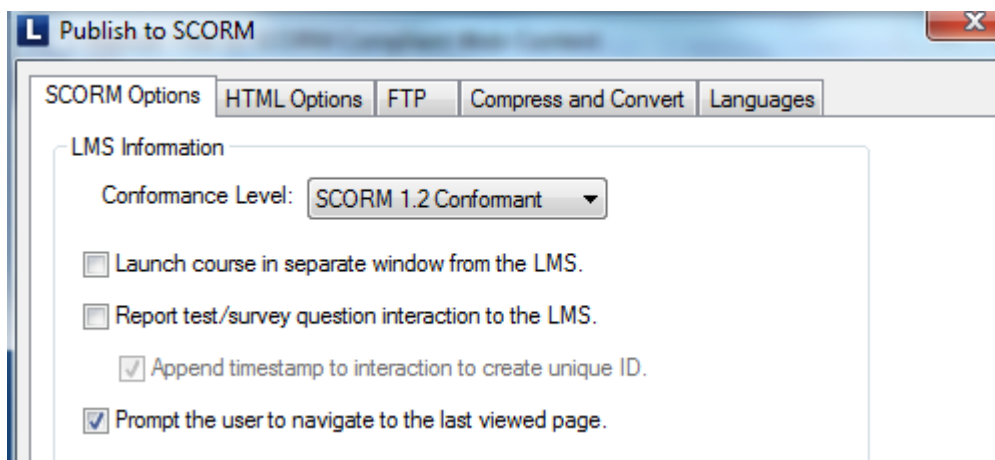 L Publish to SCORM
SCORM Options HTML Options FTP Compress and Convert Languages
LMS Information
Conformance Level: SCORM 1.2 Conformant
Launch course in separate window from the LMS.
Report test/survey question interaction to the LMS.
Append timestamp to interaction to create unique ID.
Prompt the user to navigate to the last viewed page.